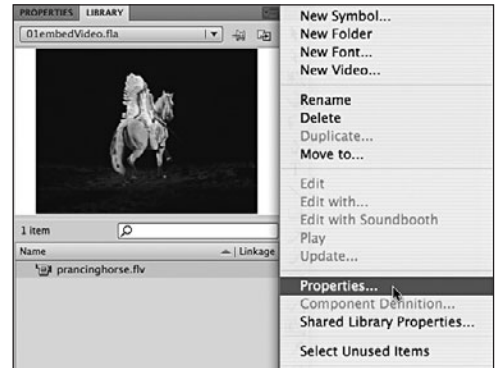 PROPERTIES LIBRARY
01embedVideo.fla
1 item
Name Linkage
prancinghorse.flv
New Symbol...
New Folder
New Font...
New Video...
Rename
Delete
Duplicate...
Move to...
Edit
Edit with...
Edit with Soundbooth
Play
Update...
Properties...
Component Definition...
Shared Library Properties...
Select Unused Items